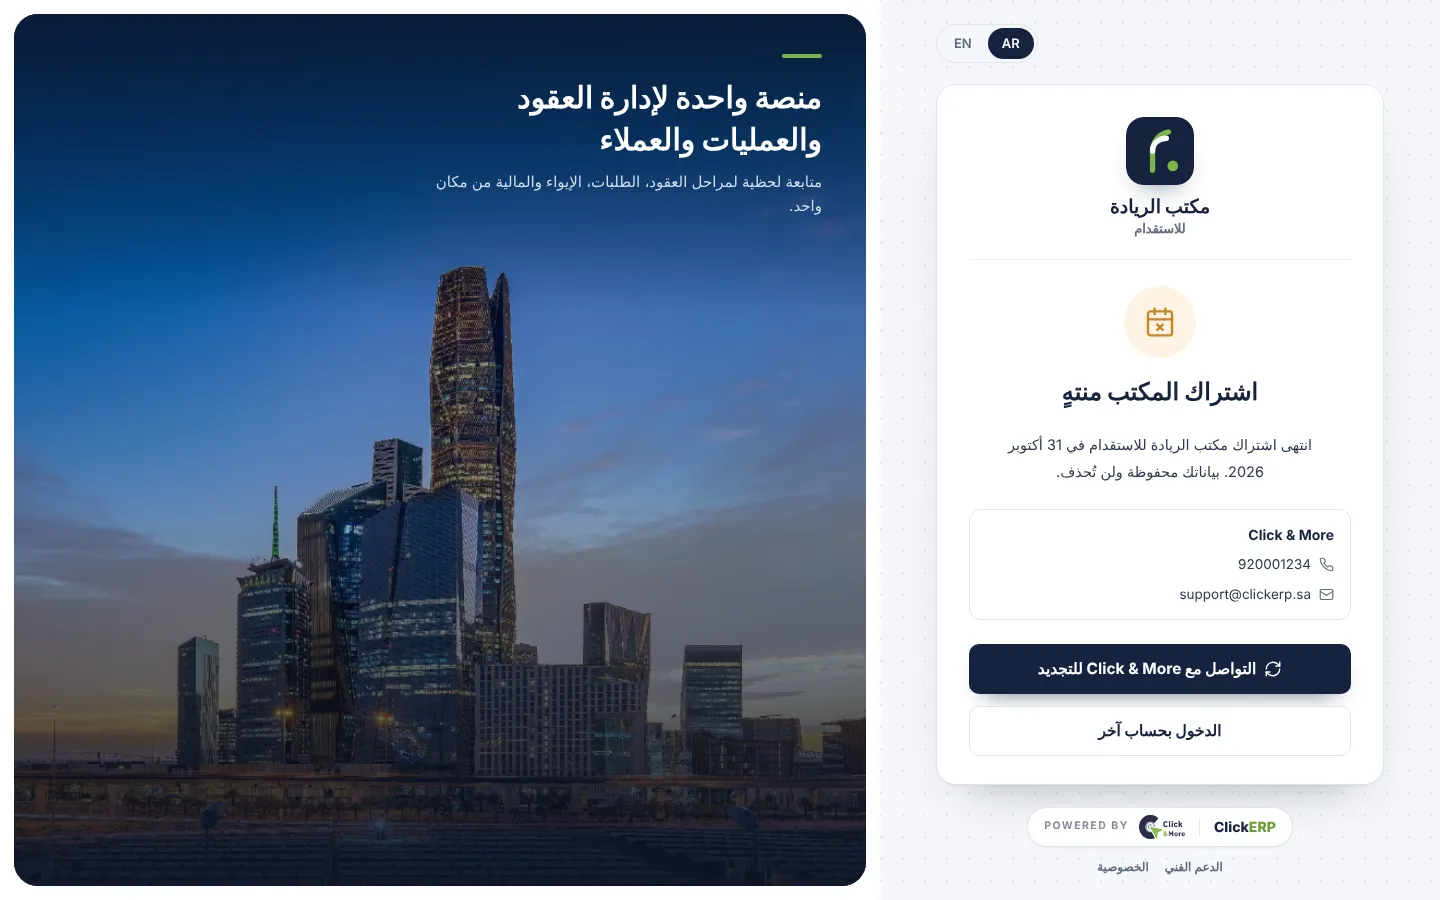 منصة واحدة لإدارة العقود
والعمليات والعملاء
متابعة لحظية لمراحل العقود، الطلبات، الإيواء والمالية من مكان
واحد.
EN
AR
مكتب الريادة
للاستقدام
اشتراك المكتب منتهٍ
انتهى اشتراك مكتب الريادة للاستقدام في 31 أكتوبر
2026. بياناتك محفوظة ولن تُحذف.
Click & More
920001234
support@clickerp.sa
التواصل مع Click & More للتجديد
الدخول بحساب آخر
POWERED BY
Click
&More
ClickERP
الدعم الفني
الخصوصية